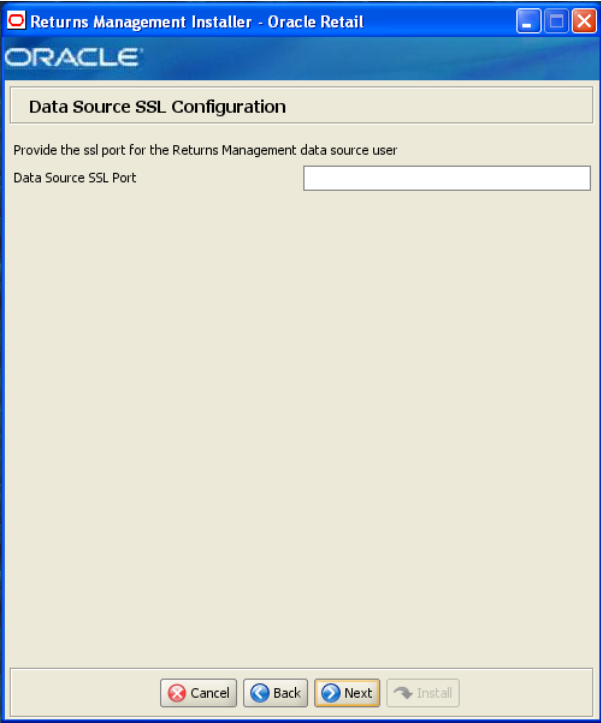 Returns Management Installer - Oracle Retail
ORACLE
Data Source SSL Configuration
Provide the ssl port for the Returns Management data source user
Data Source SSL Port
Cancel Back Next Install